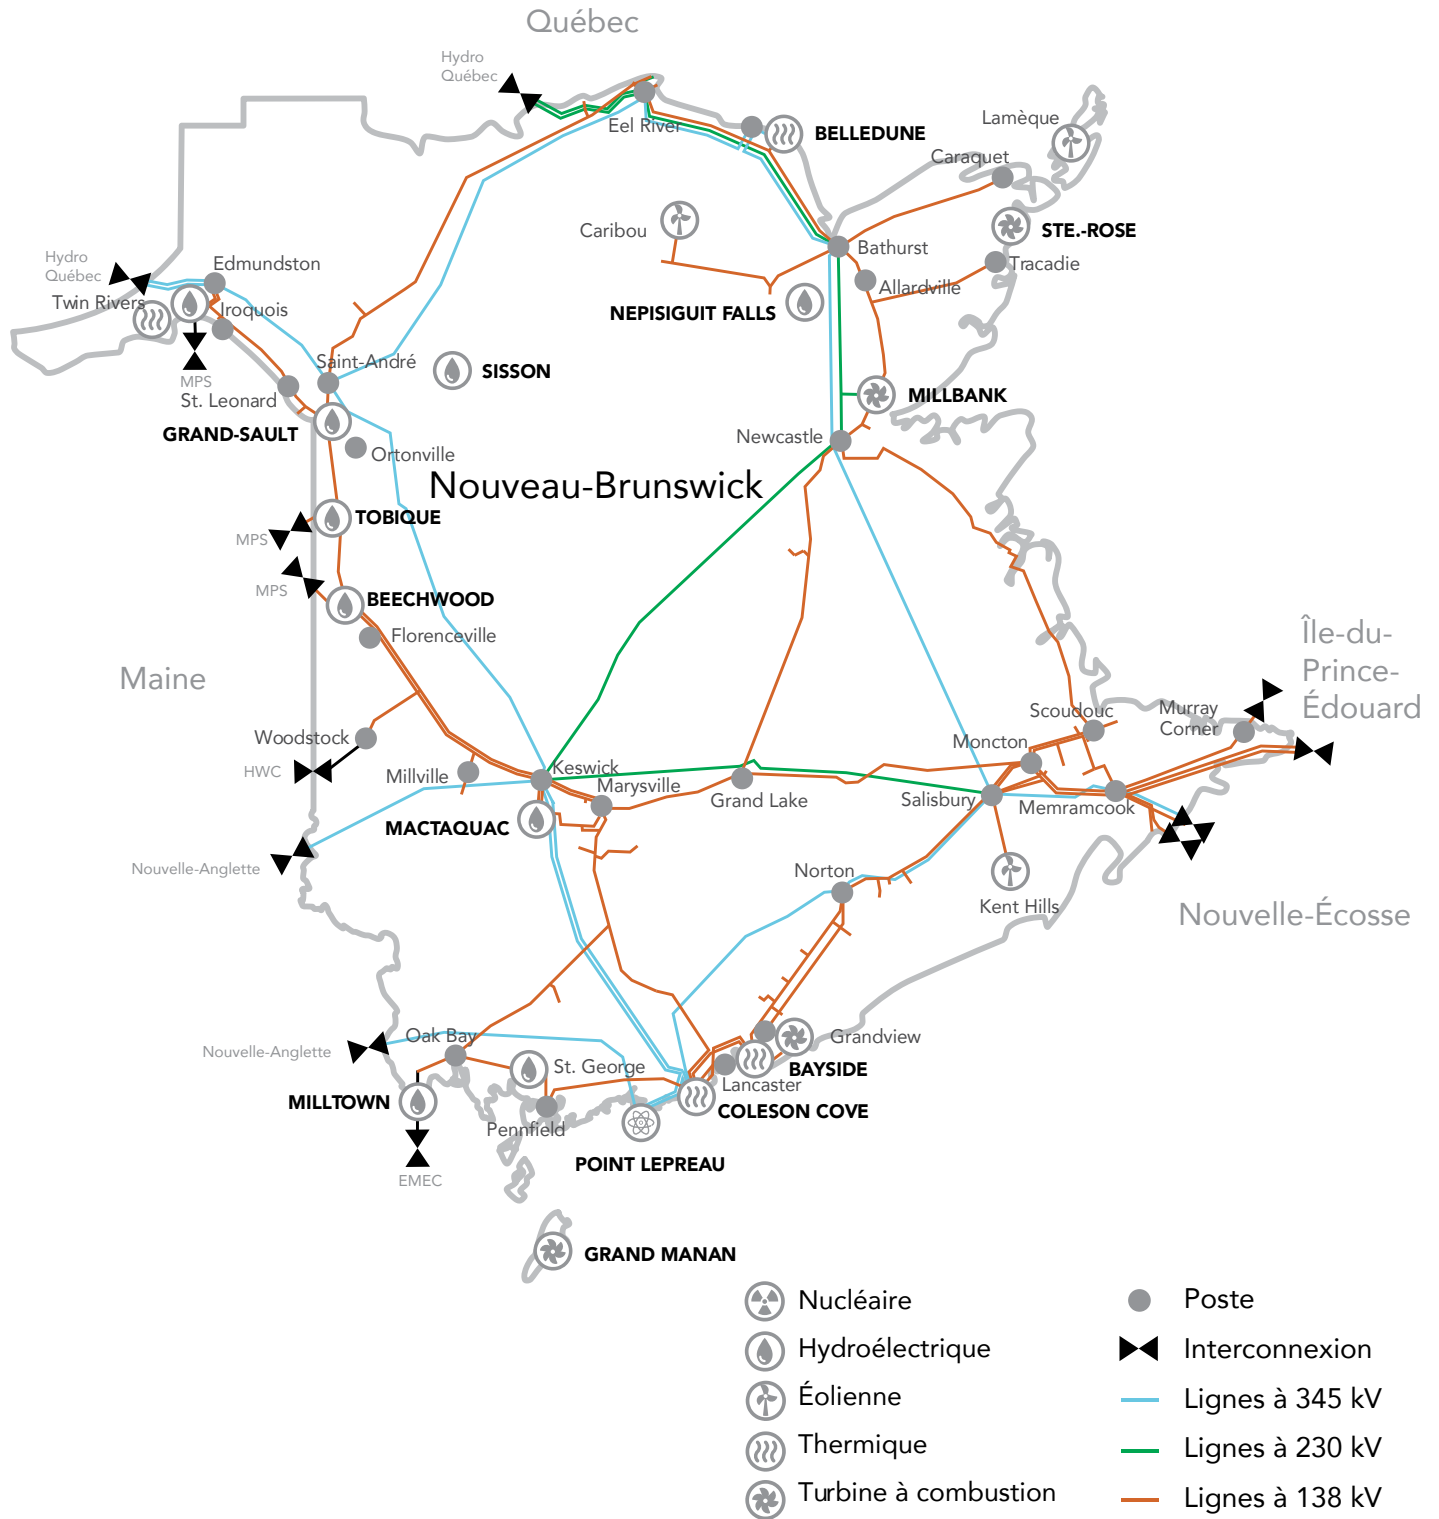 Québec
Hydro
Québec
Eel River
BELLEDUNE
Lamèque
Caraquet
Caribou
STE.-ROSE
Bathurst
Tracadie
Allardville
NEPISIGUIT FALLS
Hydro
Québec
Edmundston
Twin Rivers
Iroquois
MPS
Saint-André
St. Leonard
SISSON
GRAND-SAULT
Ortonville
MILLBANK
Newcastle
Nouveau-Brunswick
TOBIQUE
MPS
MPS
BEECHWOOD
Florenceville
Maine
Île-du-
Prince-
Édouard
Woodstock
HWC
Millville
Keswick
Marysville
Grand Lake
Scoudouc
Moncton
Murray
Corner
Salisbury
Memramcook
MACTAQUAC
Nouvelle-Anglette
Norton
Kent Hills
Nouvelle-Écosse
Nouvelle-Anglette
Oak Bay
St. George
Grandview
BAYSIDE
Lancaster
MILLTOWN
COLESON COVE
Pennfield
POINT LEPREAU
EMEC
GRAND MANAN
Nucléaire
Hydroélectrique
Éolienne
Thermique
Turbine à combustion
Poste
Interconnexion
Lignes à 345 kV
Lignes à 230 kV
Lignes à 138 kV